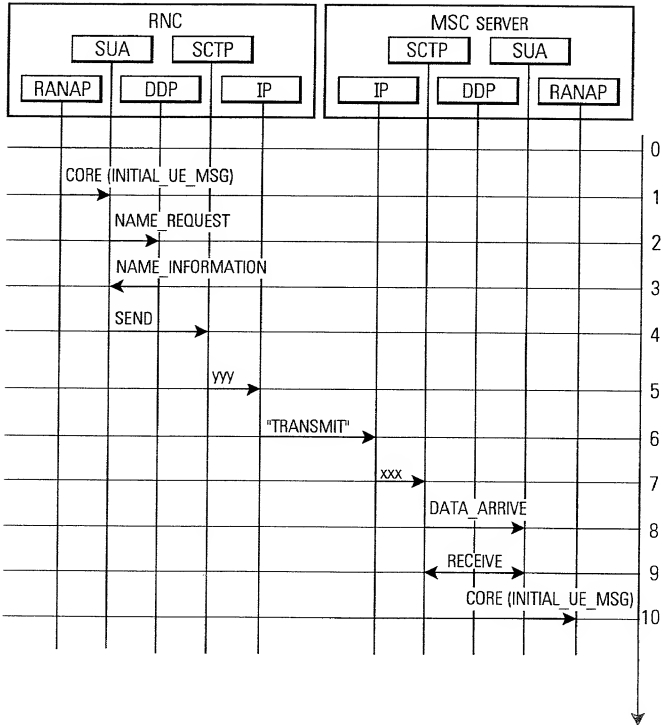 RNC
MSC SERVER
SUA
SCTP
SCTP
SUA
RANAP
DDP
IP
IP
DDP
RANAP
0
CORE (INITIAL_UE_MSG)
1
NAME_REQUEST
2
NAME_INFORMATION
3
SEND
4
yyy
5
"TRANSMIT"
6
xxx
7
DATA_ARRIVE
8
RECEIVE
9
CORE (INITIAL_UE_MSG)
10